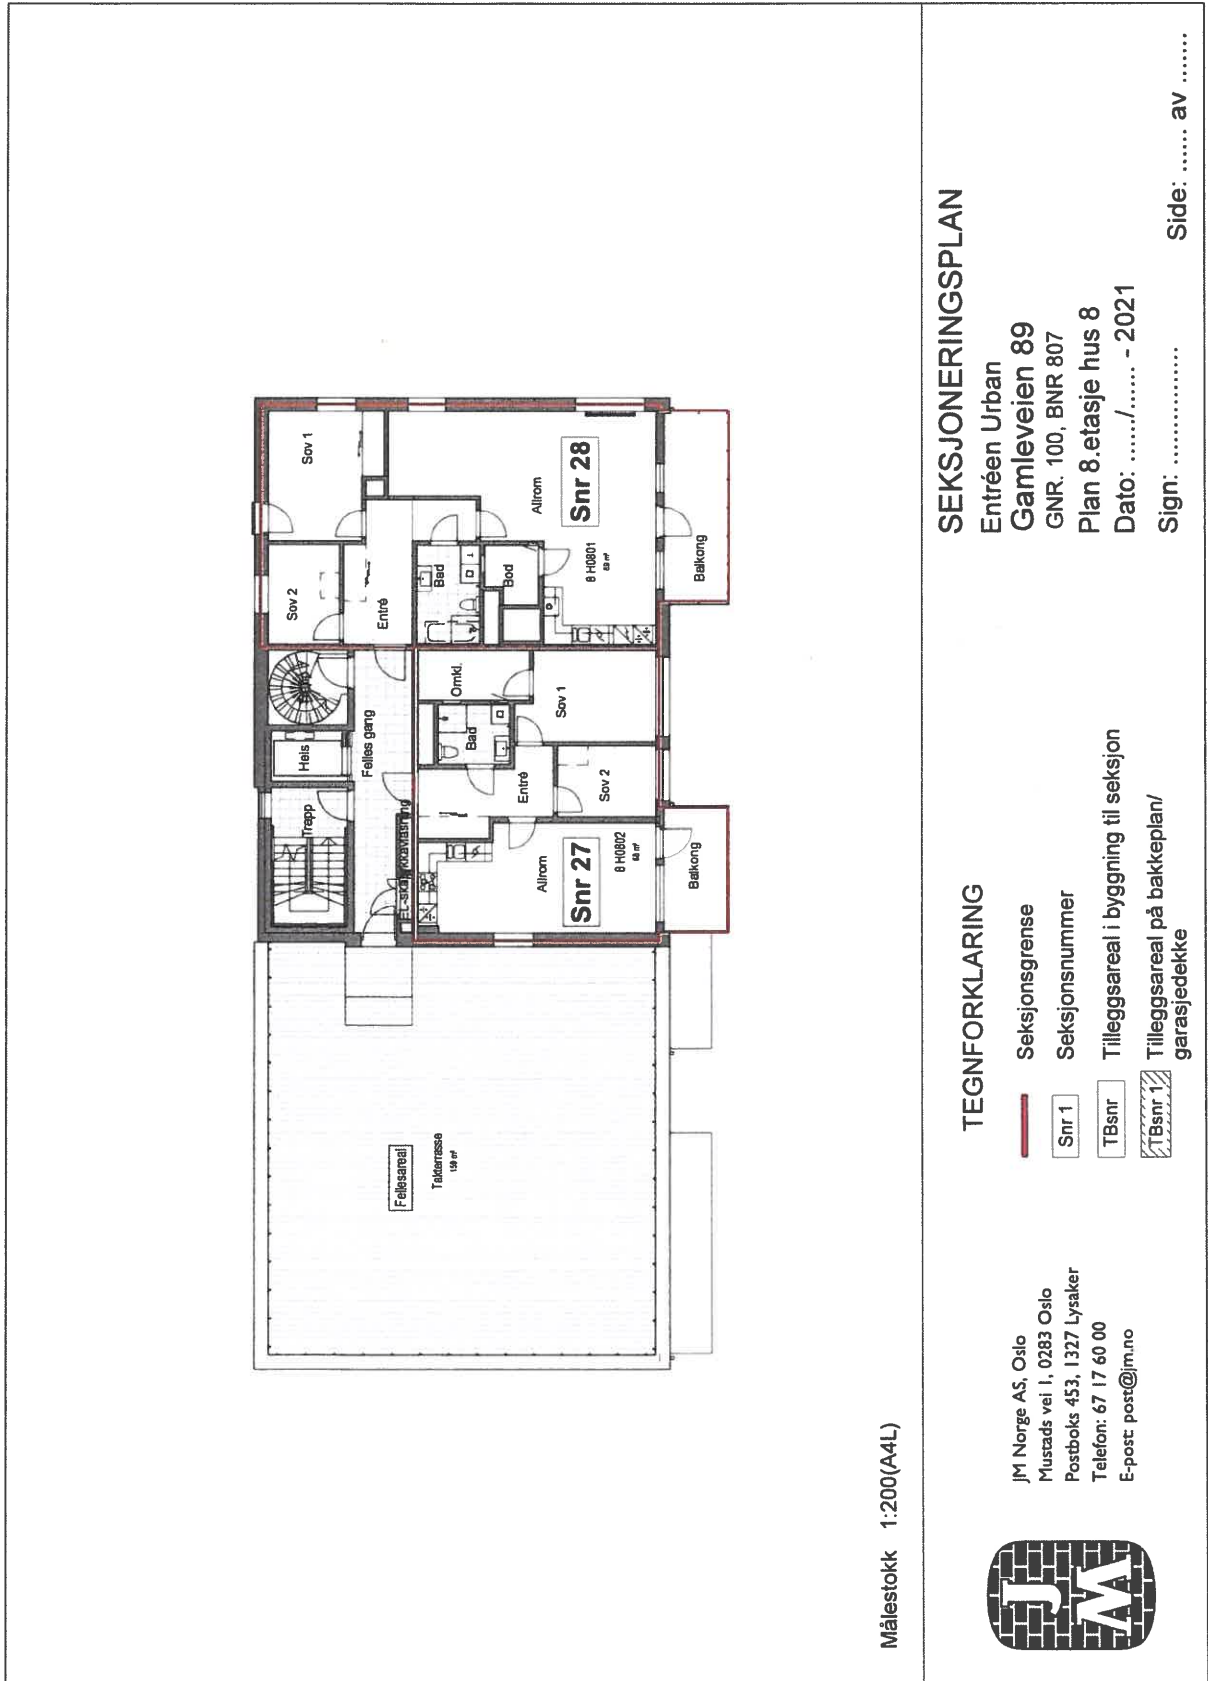 Fellesareal
Takterrasse
159 m²
Trapp
Heis
Felles gang
Allrom
Snr 27
8 H0802
Balkong
Entré
Bad
Sov 2
Omkl.
Sov 1
Sov 2
Sov 1
Entré
Bad
Bod
Allrom
Snr 28
8 H0801
Balkong
Målestokk 1:200(A4L)
JM
JM Norge AS, Oslo
Mustads vei 1, 0283 Oslo
Postboks 453, 1327 Lysaker
Telefon: 67 17 60 00
E-post: post@jm.no
TEGNFORKLARING
Seksjonsgrense
Snr 1 Seksjonsnummer
TBsnr Tilleggsareal i byggning til seksjon
TBsnr 1 Tilleggsareal på bakkeplan/
garasjedekke
SEKSJONERINGSPLAN
Entréen Urban
Gamleveien 89
GNR. 100, BNR 807
Plan 8.etasje hus 8
Dato: ....../...... - 2021
Sign: ................ Side: ...... av .......